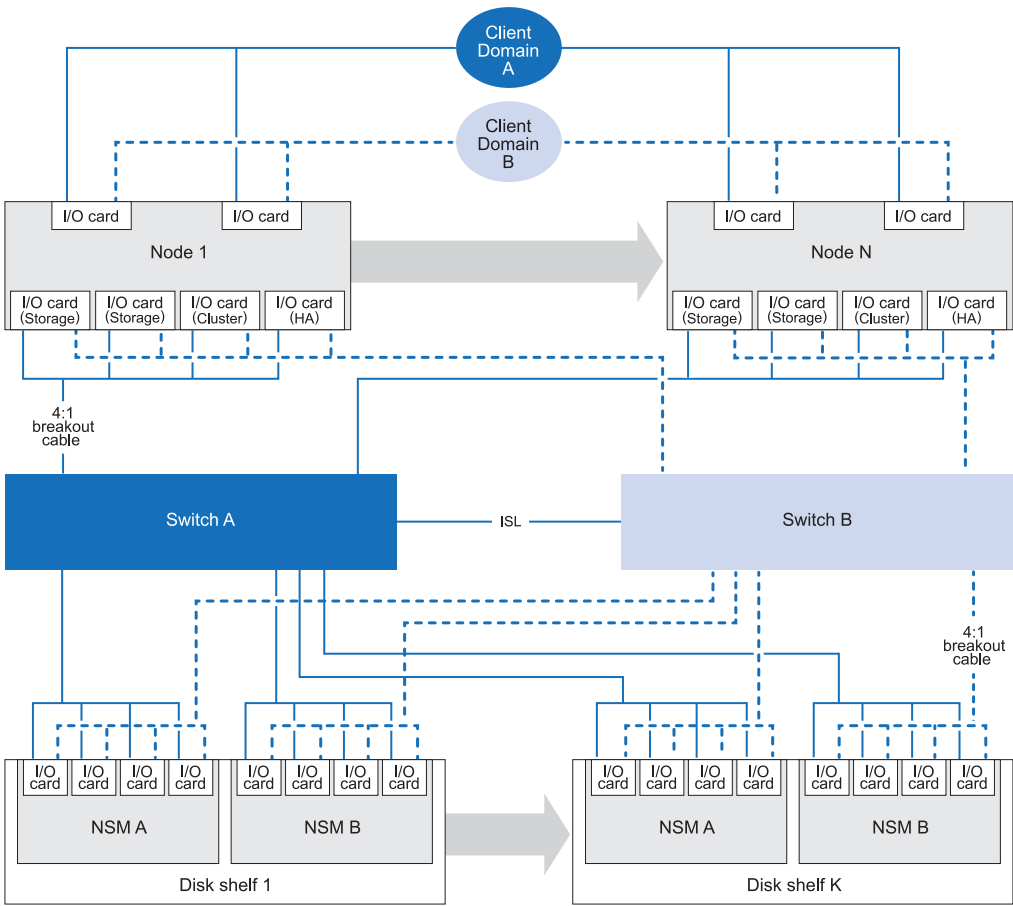 Client
Domain
A
Client
Domain
B
I/O card
I/O card
I/O card
I/O card
Node 1
Node N
I/O card
(Storage)
I/O card
(Storage)
I/O card
(Cluster)
I/O card
(HA)
I/O card
(Storage)
I/O card
(Storage)
I/O card
(Cluster)
I/O card
(HA)
4:1
breakout
cable
Switch A
ISL
Switch B
4:1
breakout
cable
I/O
card
I/O
card
I/O
card
I/O
card
I/O
card
I/O
card
I/O
card
I/O
card
I/O
card
I/O
card
I/O
card
I/O
card
I/O
card
I/O
card
I/O
card
I/O
card
NSM A
NSM B
NSM A
NSM B
Disk shelf 1
Disk shelf K